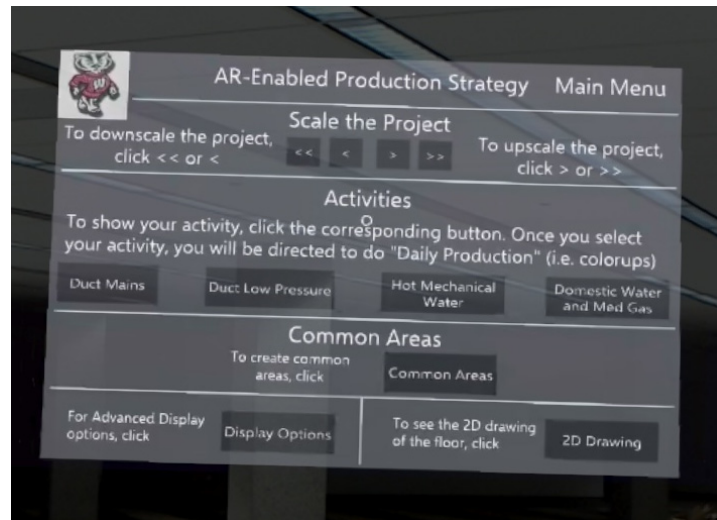 AR-Enabled Production Strategy Main Menu
Scale the Project
To downscale the project,
click << or <
<< < > >>
To upscale the project,
click > or >>
Activities
To show your activity, click the corresponding button. Once you select
your activity, you will be directed to do "Daily Production" (i.e. colorups)
Duct Mains
Duct Low Pressure
Hot Mechanical
Water
Domestic Water
and Med Gas
Common Areas
To create common
areas, click
Common Areas
For Advanced Display
options, click
Display Options
To see the 2D drawing
of the floor, click
2D Drawing
W